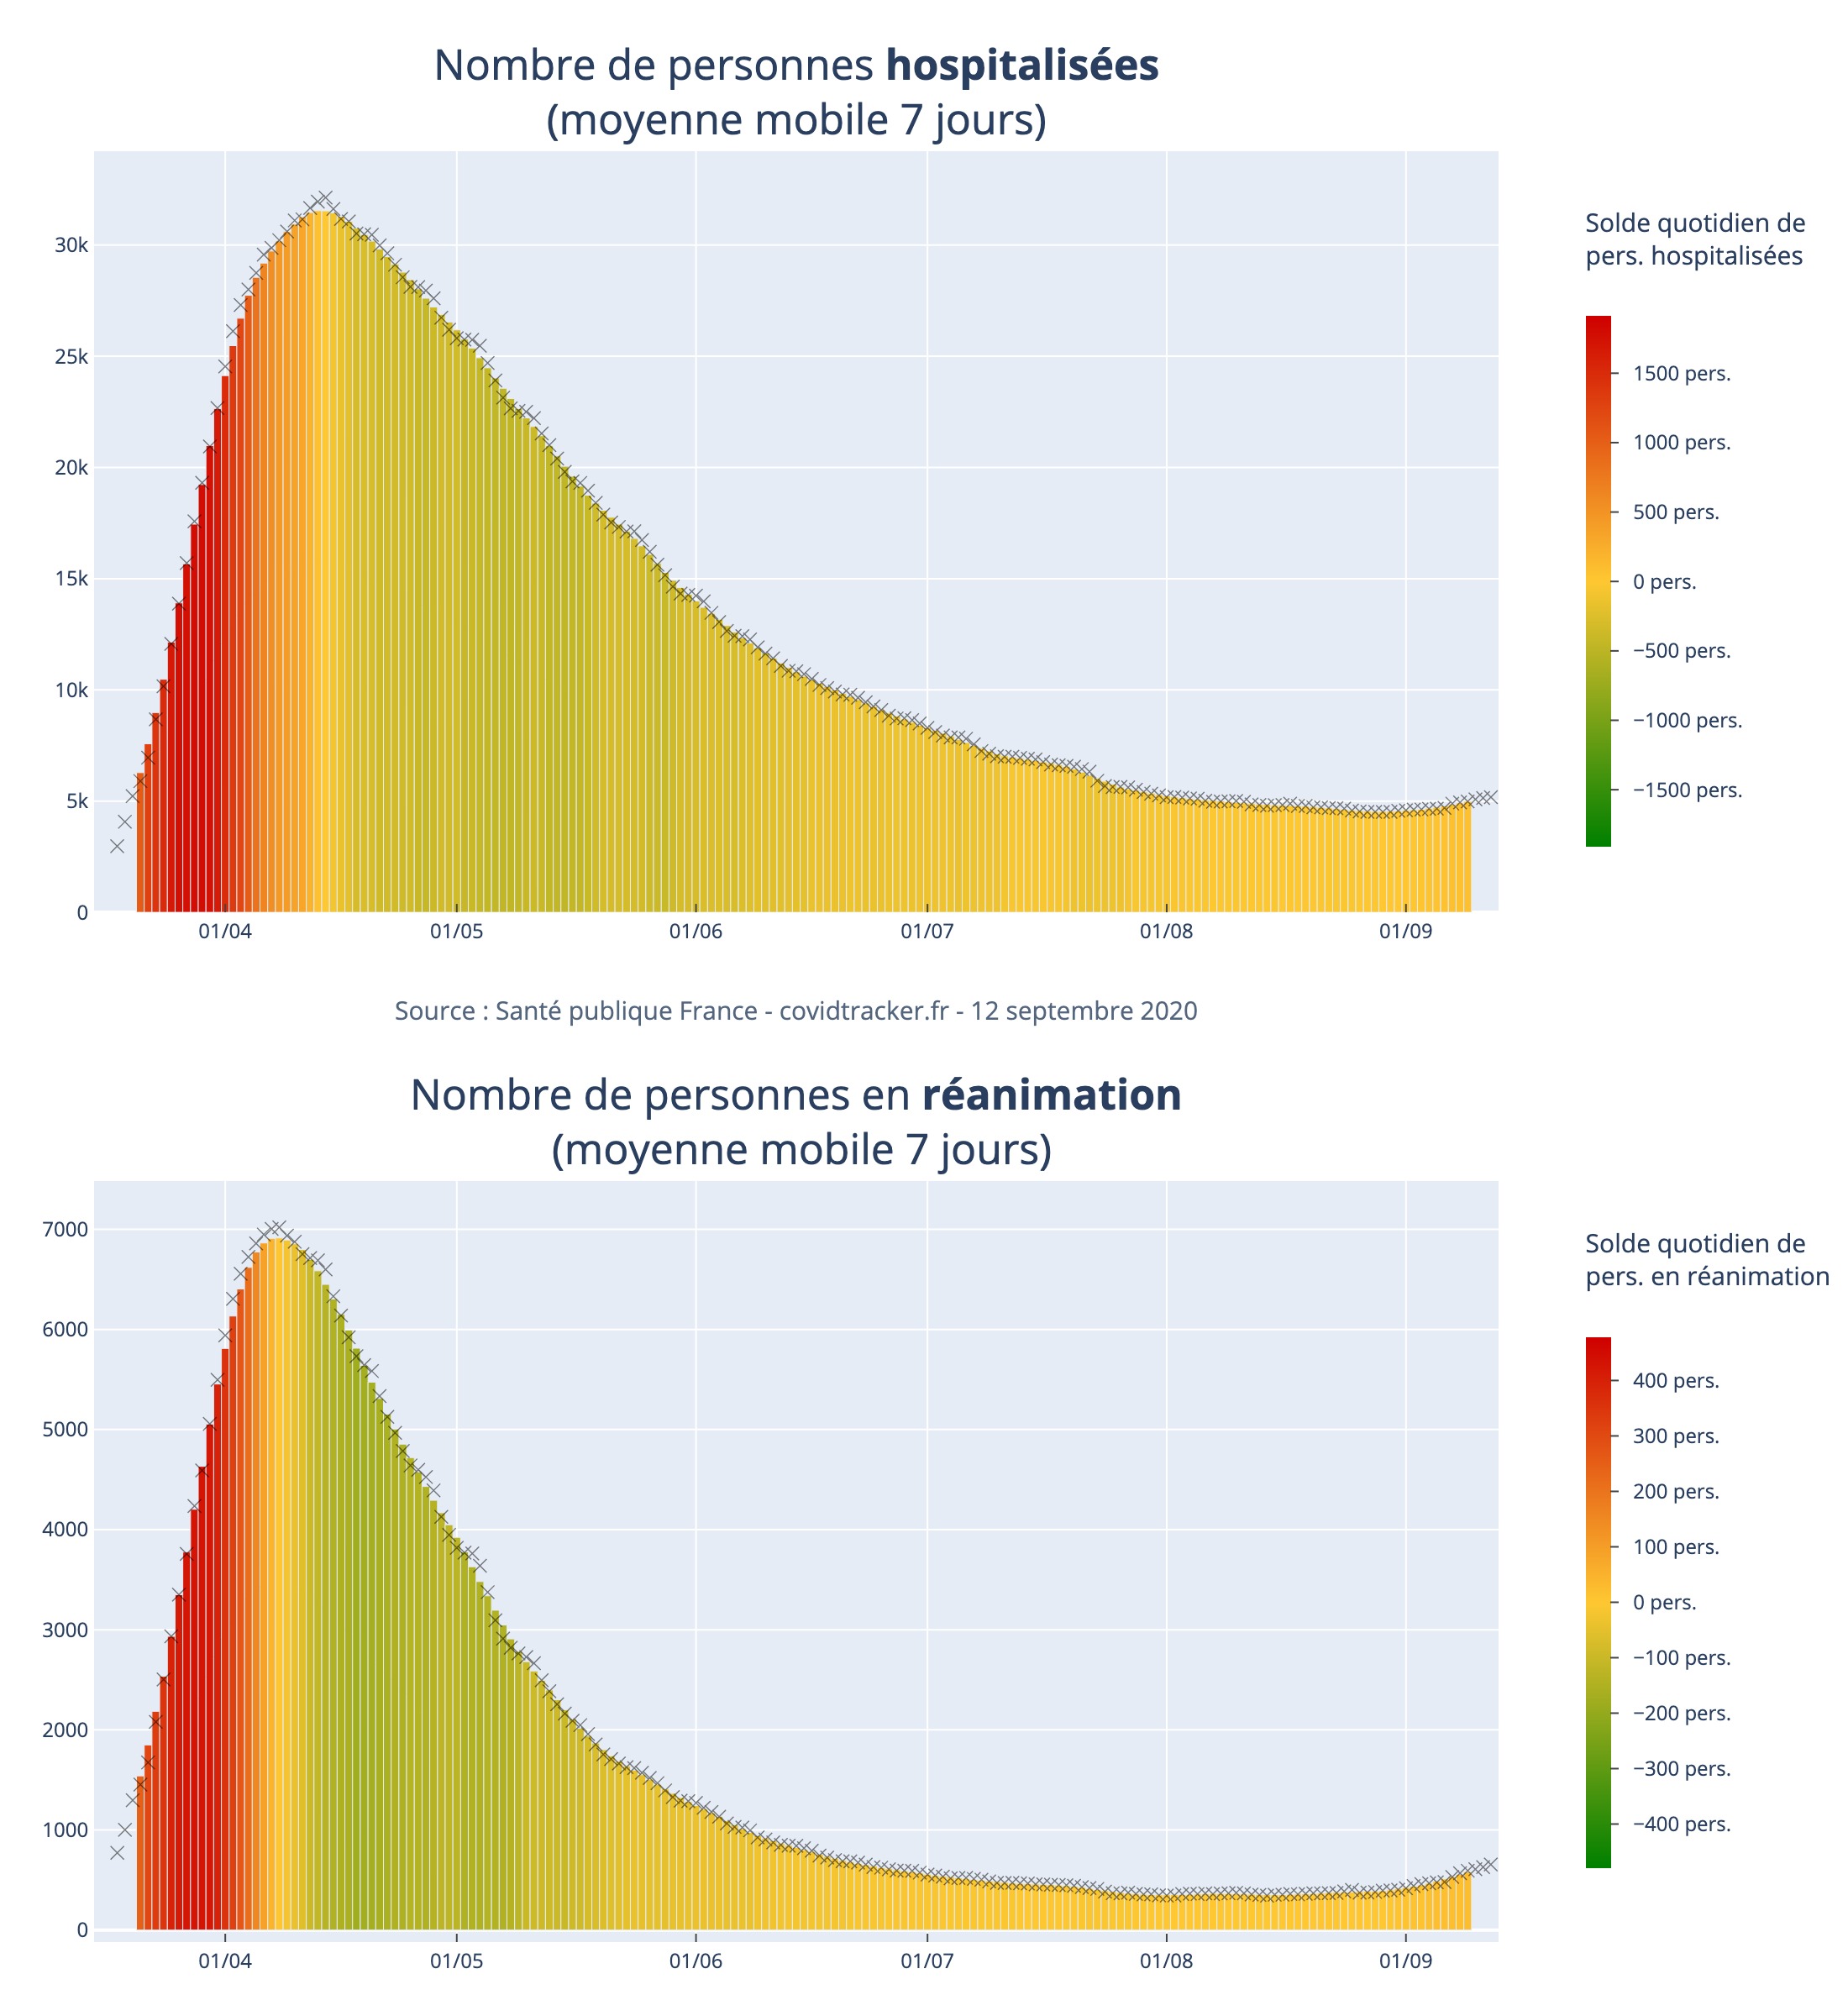 Nombre de personnes hospitalisées
(moyenne mobile 7 jours)
Solde quotidien de
pers. hospitalisées
30k
25k
20k
15k
10k
5k
0
1500 pers.
1000 pers.
500 pers.
0 pers.
−500 pers.
−1000 pers.
−1500 pers.
01/04
01/05
01/06
01/07
01/08
01/09
Source : Santé publique France - covidtracker.fr - 12 septembre 2020
Nombre de personnes en réanimation
(moyenne mobile 7 jours)
Solde quotidien de
pers. en réanimation
7000
6000
5000
4000
3000
2000
1000
0
400 pers.
300 pers.
200 pers.
100 pers.
0 pers.
−100 pers.
−200 pers.
−300 pers.
−400 pers.
01/04
01/05
01/06
01/07
01/08
01/09